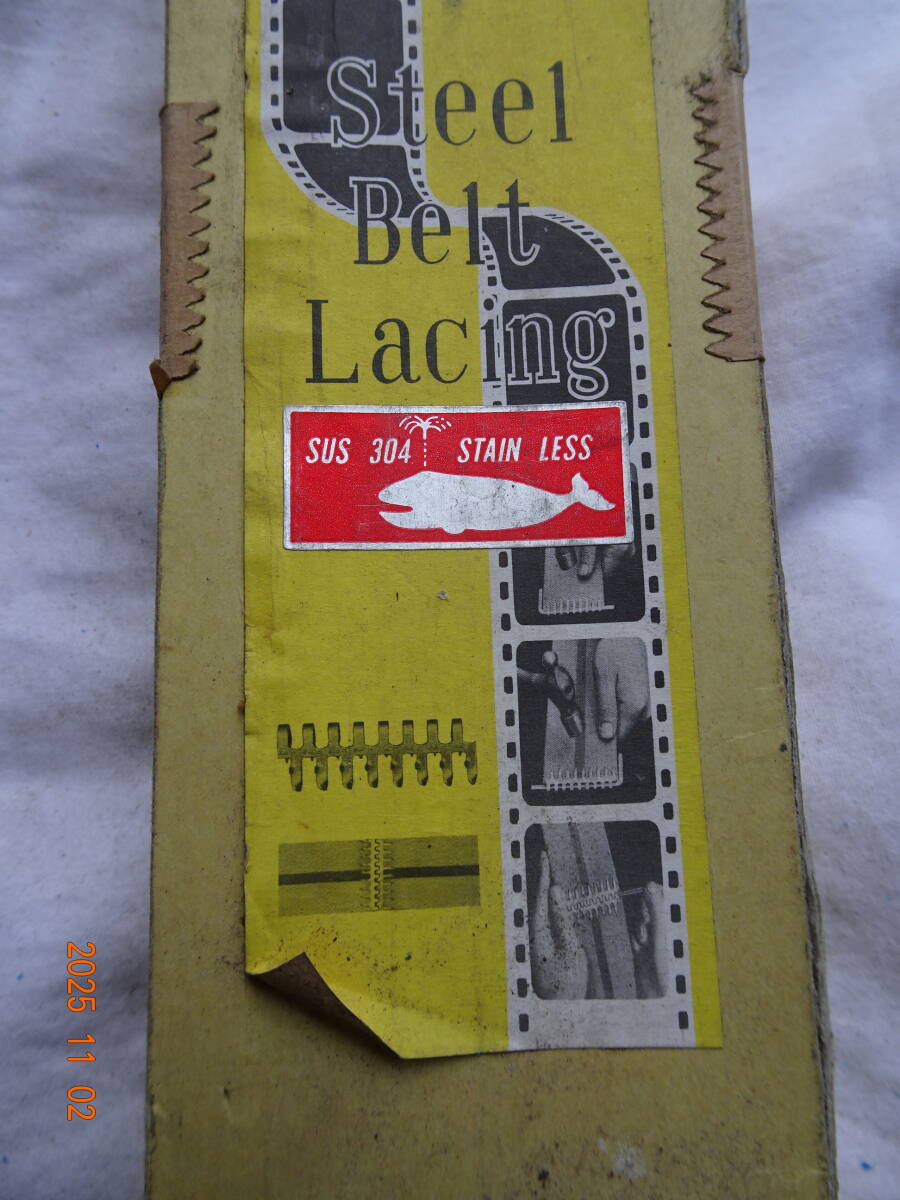 Steel
Belt
Lacing
SUS 304 STAIN LESS
2025 11 02